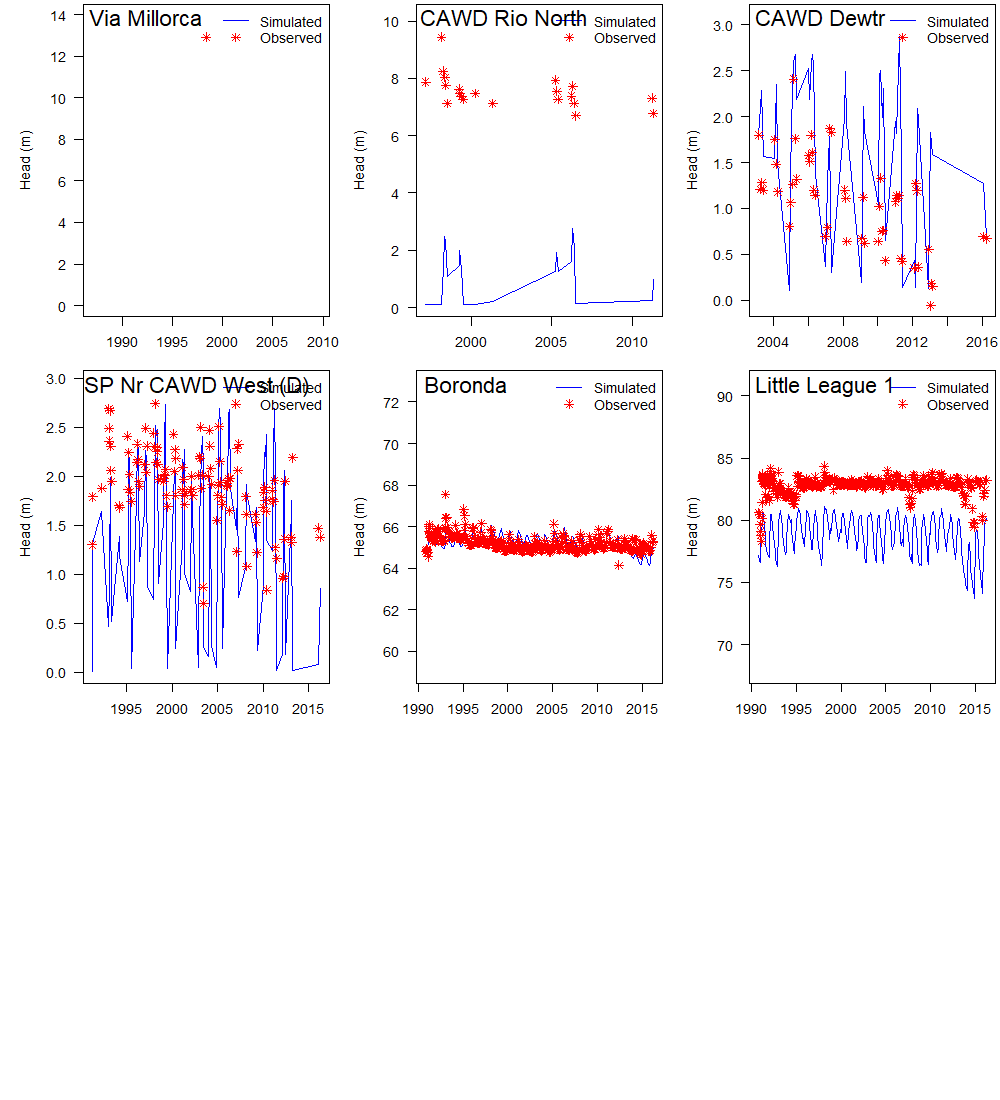 Via Millorca
Simulated
Observed
Head (m)
14
12
10
8
6
4
2
0
1990 1995 2000 2005 2010
CAWD Rio North
Simulated
Observed
Head (m)
10
8
6
4
2
0
2000 2005 2010
CAWD Dewtr
Simulated
Observed
Head (m)
3.0
2.5
2.0
1.5
1.0
0.5
0.0
2004 2008 2012 2016
SP Nr CAWD West (D)
Simulated
Observed
Head (m)
3.0
2.5
2.0
1.5
1.0
0.5
0.0
1995 2000 2005 2010 2015
Boronda
Simulated
Observed
Head (m)
72
70
68
66
64
62
60
1990 1995 2000 2005 2010 2015
Little League 1
Simulated
Observed
Head (m)
90
85
80
75
70
1990 1995 2000 2005 2010 2015